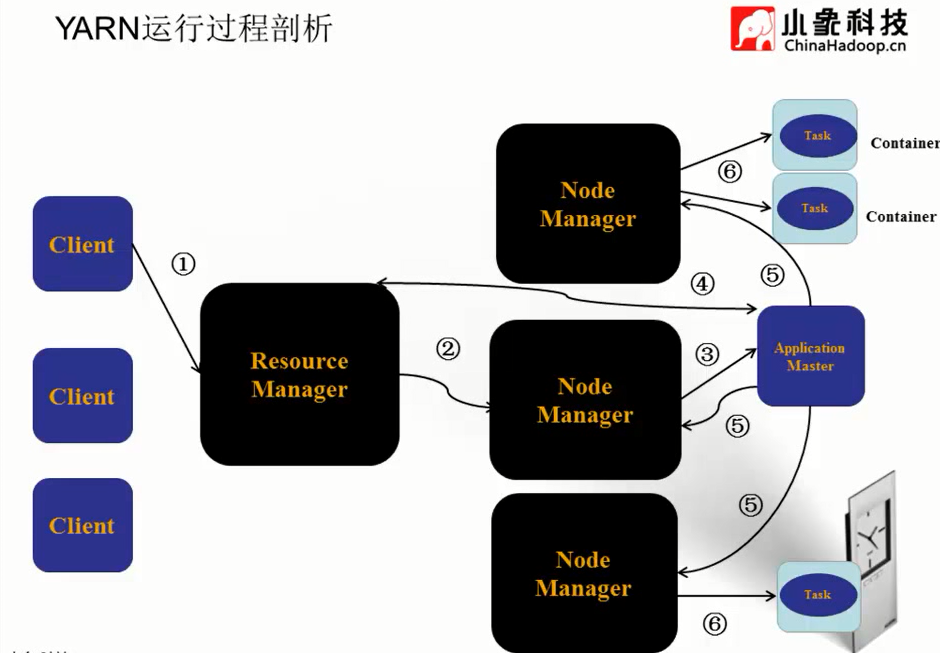 YARN运行过程剖析
小象科技
ChinaHadoop.cn
Client
Client
Client
①
Resource
Manager
②
④
Node
Manager
Node
Manager
Node
Manager
③
⑤
⑤
⑤
⑥
⑥
Application
Master
Task
Container
Task
Container
Task